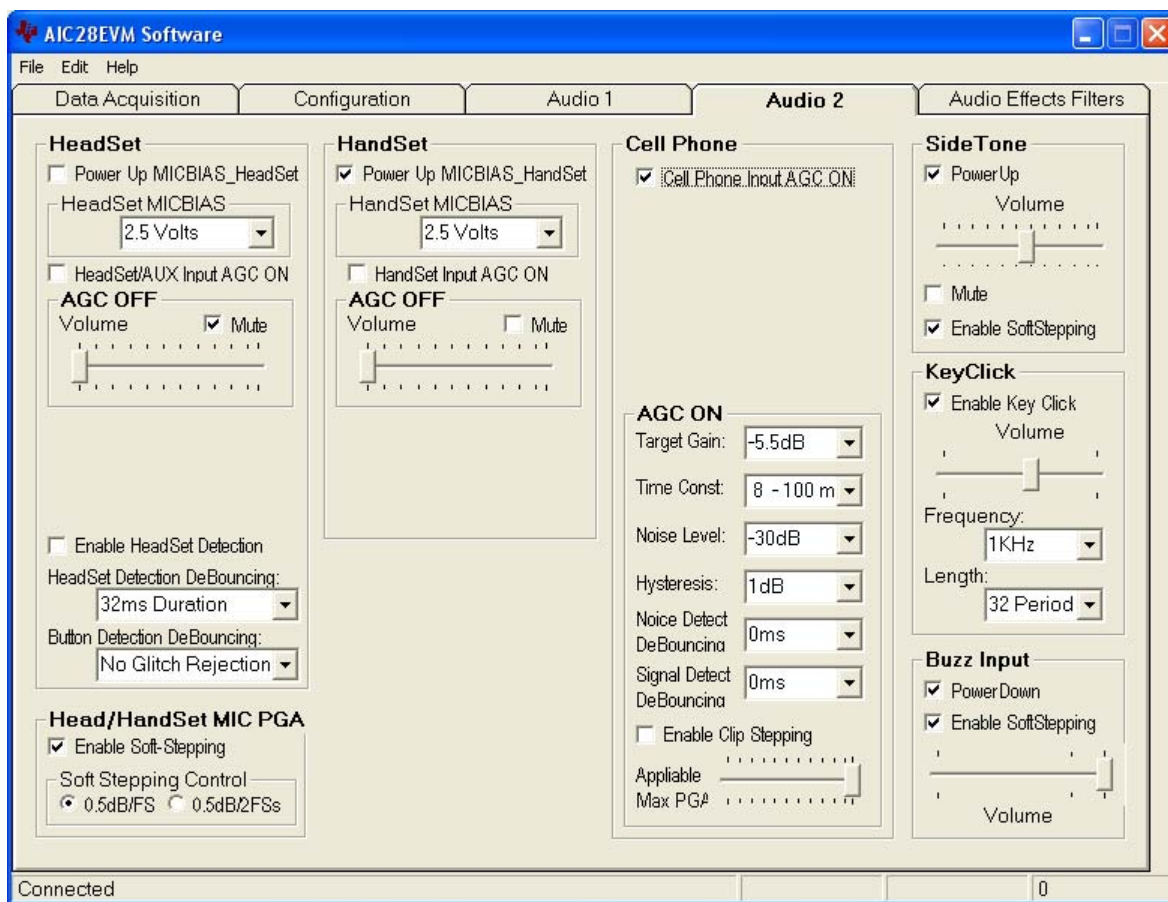 AIC28EVM Software
File Edit Help
Data Acquisition
Configuration
Audio 1
Audio 2
Audio Effects Filters
HeadSet
Power Up MICBIAS_HeadSet
HeadSet MICBIAS
2.5 Volts
HeadSet/AUX Input AGC ON
AGC OFF
Volume
Mute
Enable HeadSet Detection
HeadSet Detection DeBouncing:
32ms Duration
Button Detection DeBouncing:
No Glitch Rejection
Head/HandSet MIC PGA
Enable Soft-Stepping
Soft Stepping Control
0.5dB/FS
0.5dB/2FSs
HandSet
Power Up MICBIAS_HandSet
HandSet MICBIAS
2.5 Volts
HandSet Input AGC ON
AGC OFF
Volume
Mute
Cell Phone
Cell Phone Input AGC ON
AGC ON
Target Gain:
-5.5dB
Time Const:
8 - 100 m
Noise Level:
-30dB
Hysteresis:
1dB
Noice Detect
DeBouncing
0ms
Signal Detect
DeBouncing
0ms
Enable Clip Stepping
Appliable
Max PGA
SideTone
PowerUp
Volume
Mute
Enable SoftStepping
KeyClick
Enable Key Click
Volume
Frequency:
1KHz
Length:
32 Period
Buzz Input
PowerDown
Enable SoftStepping
Volume
Connected
0